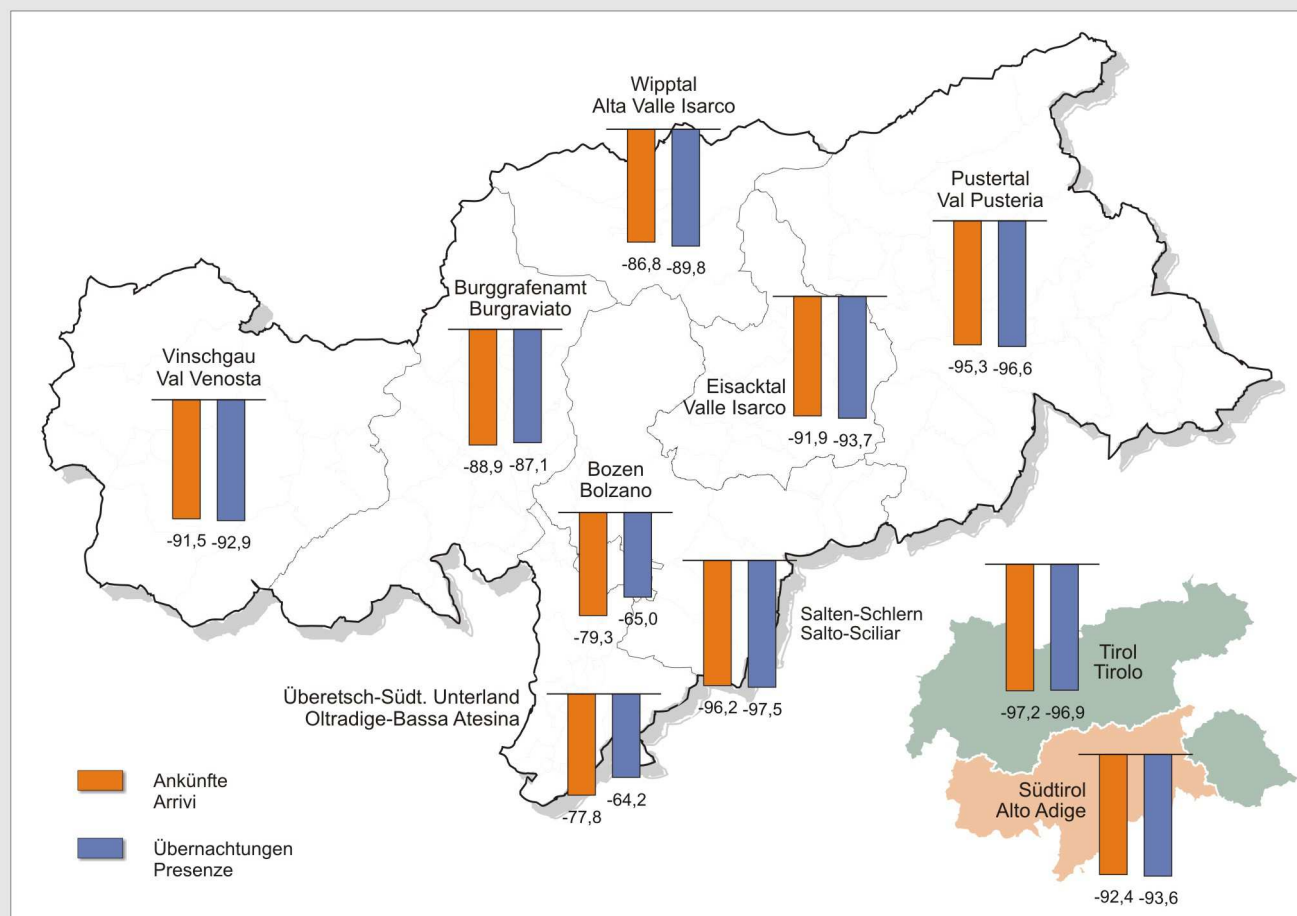 Wipptal
Alta Valle Isarco
-86,8 -89,8
Pustertal
Val Pusteria
-95,3 -96,6
Burggrafenamt
Burgraviato
-88,9 -87,1
Vinschgau
Val Venosta
-91,5 -92,9
Eisacktal
Valle Isarco
-91,9 -93,7
Bozen
Bolzano
-79,3 -65,0
Salten-Schlern
Salto-Sciliar
-96,2 -97,5
Überetsch-Südt. Unterland
Oltradige-Bassa Atesina
-77,8 -64,2
Tirol
Tirolo
-97,2 -96,9
Südtirol
Alto Adige
-92,4 -93,6
Ankünfte
Arrivi
Übernachtungen
Presenze